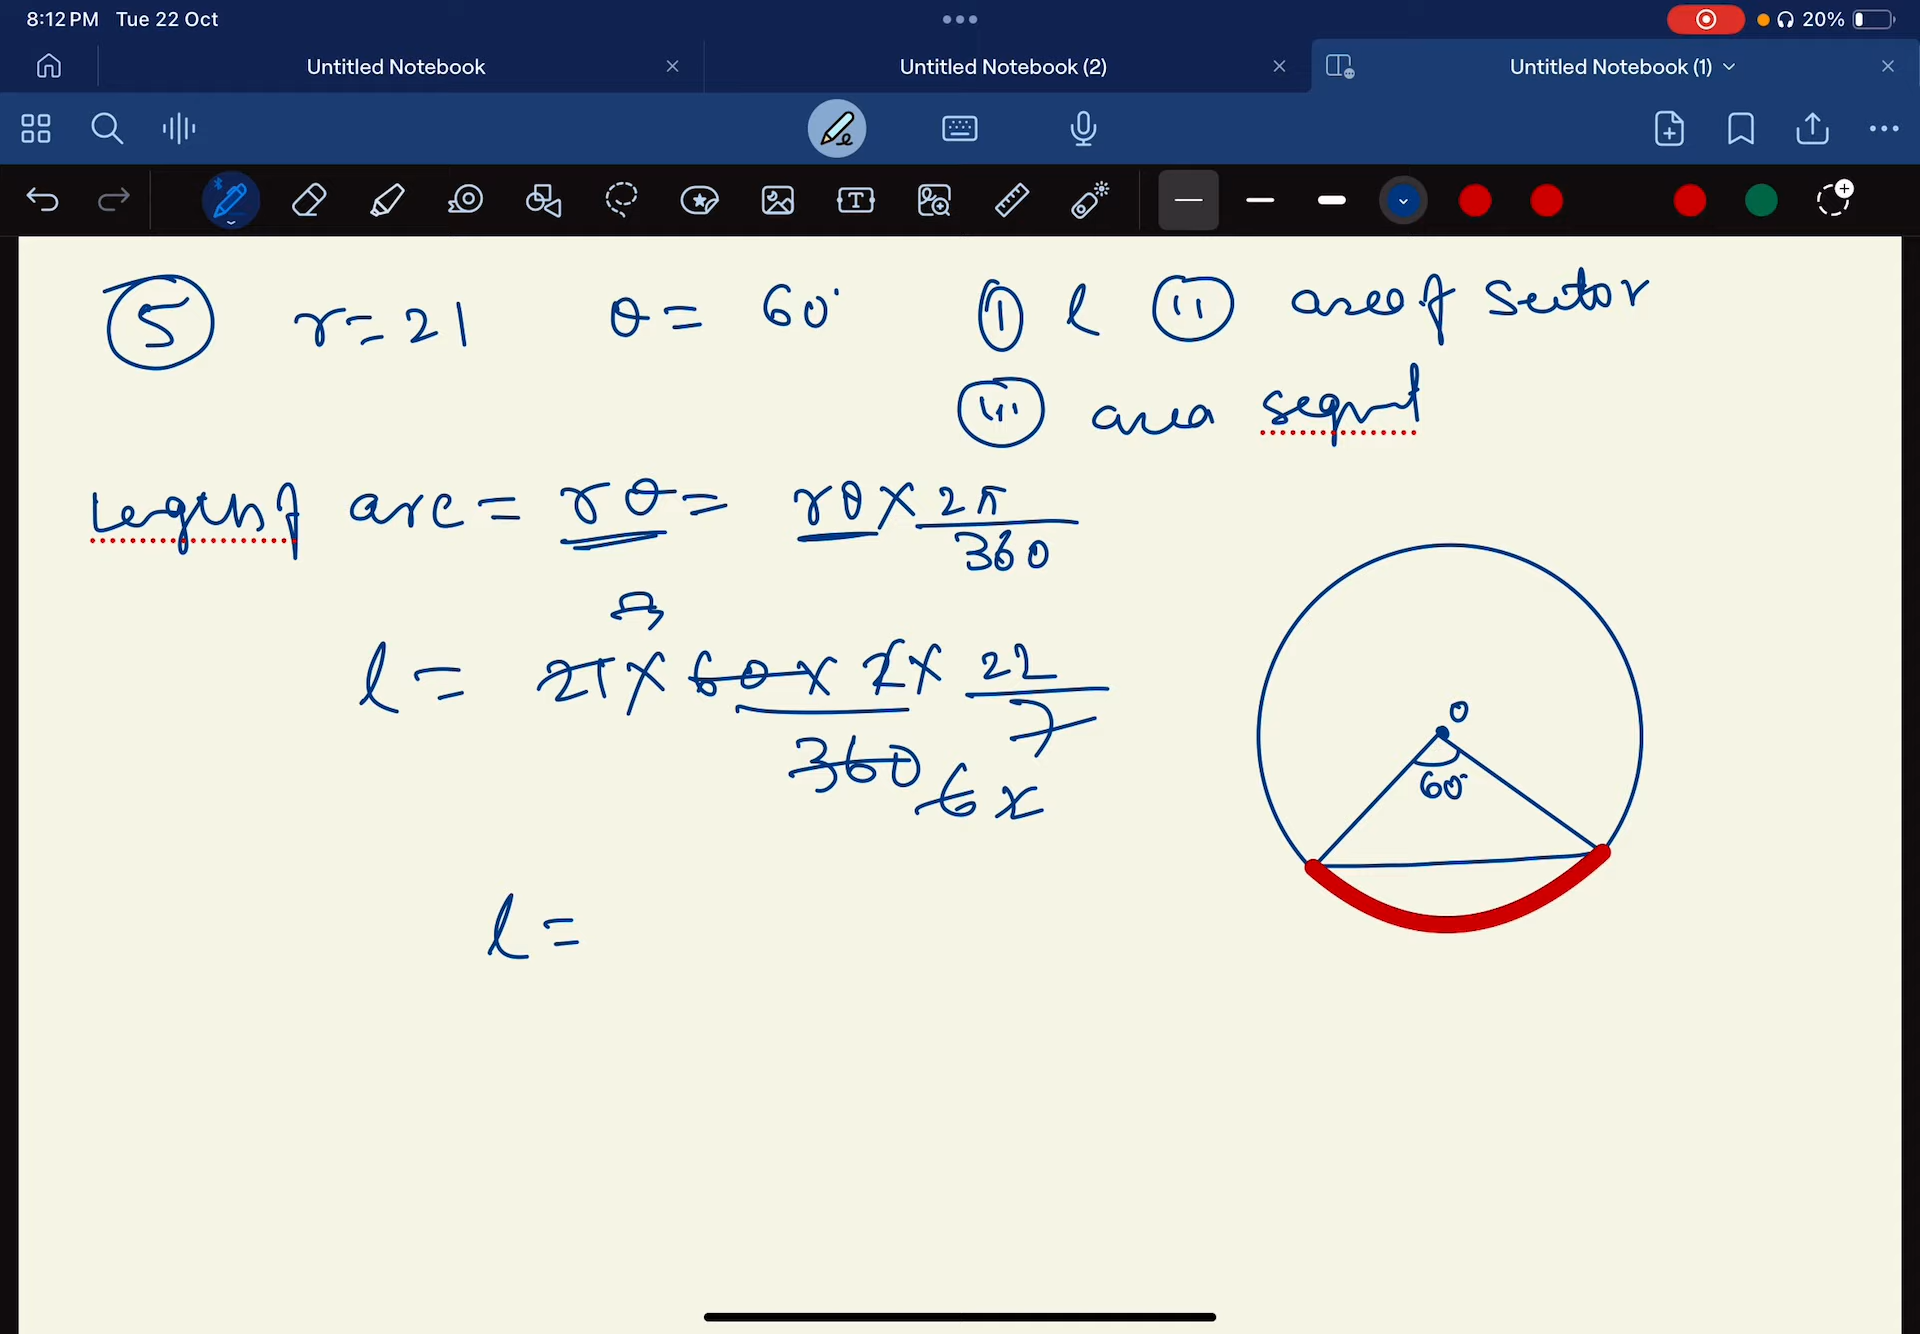 8:12 PM Tue 22 Oct 20%
Untitled Notebook Untitled Notebook (2) Untitled Notebook (1)
5 r = 21 θ = 60° i l ii area of Sector
iii area segmt
Length of arc = rθ = rθ × 2π / 360
l = 21 × 60 × 2 × 22 / 7
360 6 x
O
60°
l =